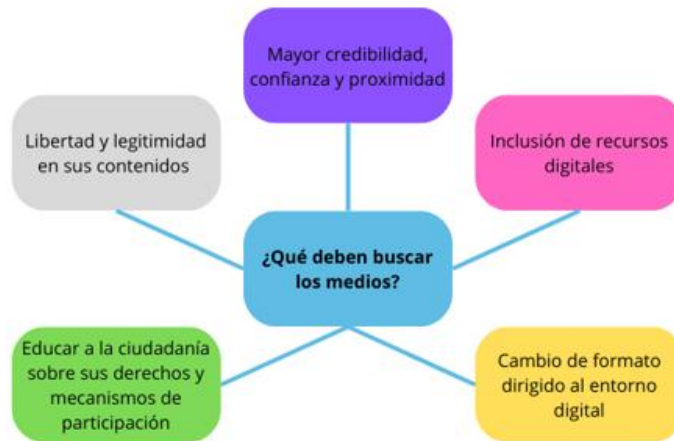 Mayor credibilidad,
confianza y proximidad
Libertad y legitimidad
en sus contenidos
Inclusión de recursos
digitales
¿Qué deben buscar
los medios?
Educar a la ciudadanía
sobre sus derechos y
mecanismos de
participación
Cambio de formato
dirigido al entorno
digital